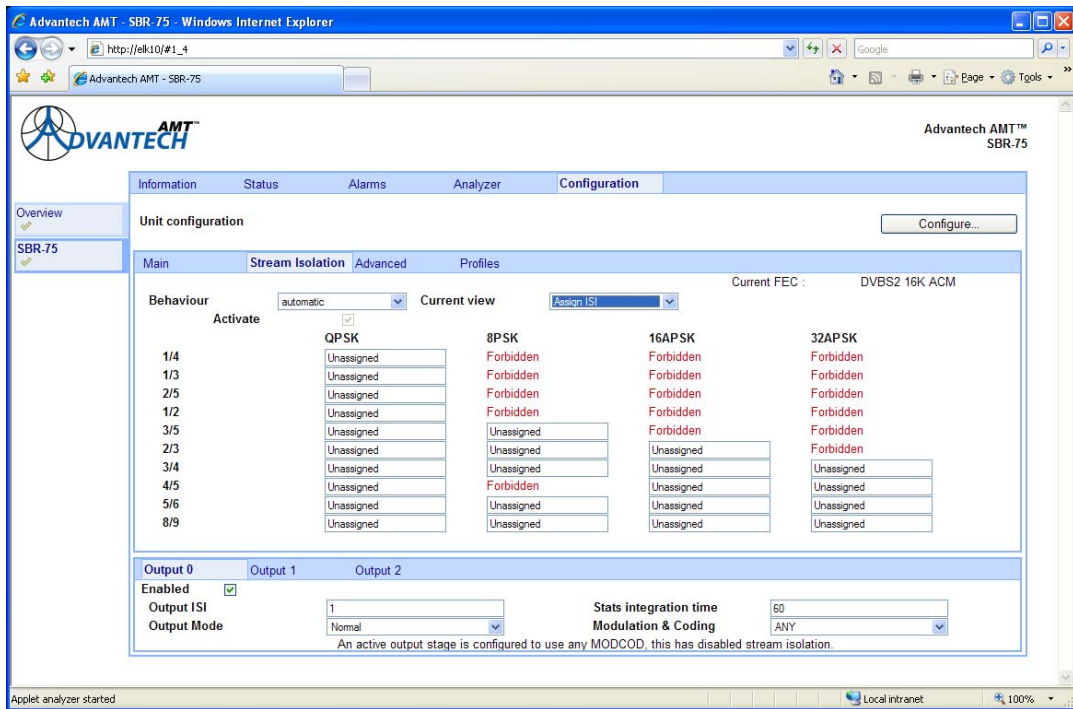 Advantech AMT - SBR-75 - Windows Internet Explorer
http://elk10/#1_4
Google
Advantech AMT - SBR-75
Page
Tools
ADVANTECH AMT™
Advantech AMT™
SBR-75
Information Status Alarms Analyzer Configuration
Overview
SBR-75
Unit configuration
Configure...
Main Stream Isolation Advanced Profiles
Current FEC : DVBS2 16K ACM
Behaviour automatic Current view Assign ISI
Activate
QPSK 8PSK 16APSK 32APSK
1/4 Unassigned Forbidden Forbidden Forbidden
1/3 Unassigned Forbidden Forbidden Forbidden
2/5 Unassigned Forbidden Forbidden Forbidden
1/2 Unassigned Forbidden Forbidden Forbidden
3/5 Unassigned Unassigned Forbidden Forbidden
2/3 Unassigned Unassigned Unassigned Forbidden
3/4 Unassigned Unassigned Unassigned Unassigned
4/5 Unassigned Forbidden Unassigned Unassigned
5/6 Unassigned Unassigned Unassigned Unassigned
8/9 Unassigned Unassigned Unassigned Unassigned
Output 0 Output 1 Output 2
Enabled
Output ISI 1 Stats integration time 60
Output Mode Normal Modulation & Coding ANY
An active output stage is configured to use any MODCOD, this has disabled stream isolation.
Applet analyzer started
Local intranet
100%